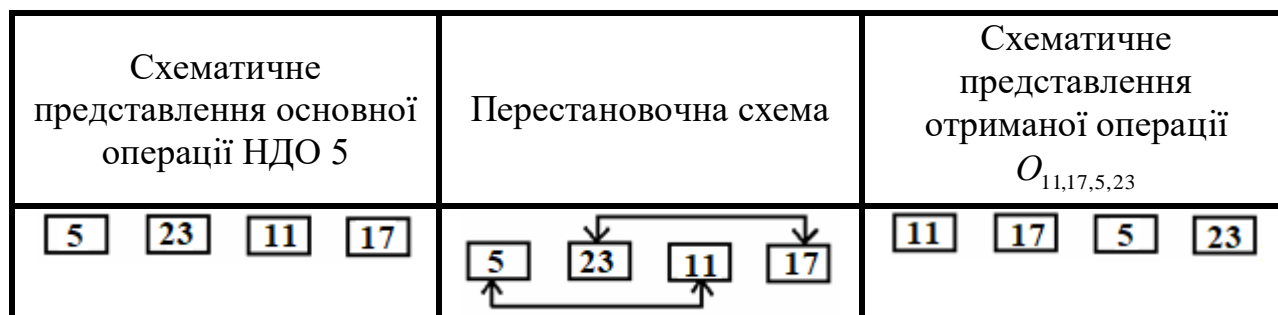 Схематичне
представлення основної
операції НДО 5
Перестановочна схема
Схематичне
представлення
отриманої операції
O11,17,5,23
5 23 11 17
5 23 11 17
11 17 5 23